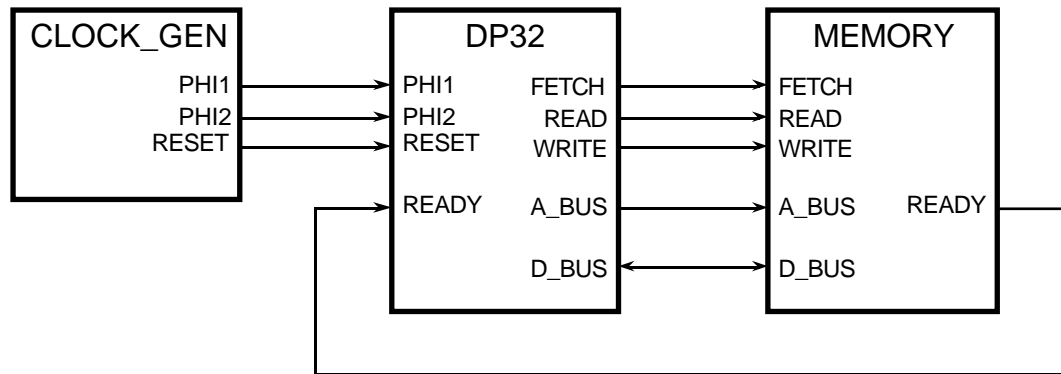 CLOCK_GEN
PHI1
PHI2
RESET
DP32
PHI1
PHI2
RESET
READY
FETCH
READ
WRITE
A_BUS
D_BUS
MEMORY
FETCH
READ
WRITE
A_BUS
D_BUS
READY